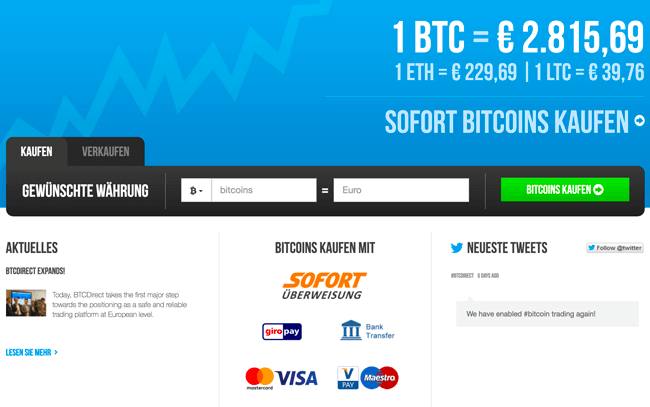 1 BTC = € 2.815,69
1 ETH = € 229,69 | 1 LTC = € 39,76
SOFORT BITCOINS KAUFEN
KAUFEN
VERKAUFEN
GEWÜNSCHTE WÄHRUNG
bitcoins
=
Euro
BITCOINS KAUFEN
AKTUELLES
BTCDIRECT EXPANDS!
Today, BTCDirect takes the first major step
towards the positioning as a safe and reliable
trading platform at European level.
LESEN SIE MEHR >
BITCOINS KAUFEN MIT
SOFORT
ÜBERWEISUNG
giropay
Bank
Transfer
mastercard
VISA
V PAY
Maestro
NEUESTE TWEETS
Follow @twitter
#BTCDIRECT 5 DAYS AGO
We have enabled #bitcoin trading again!